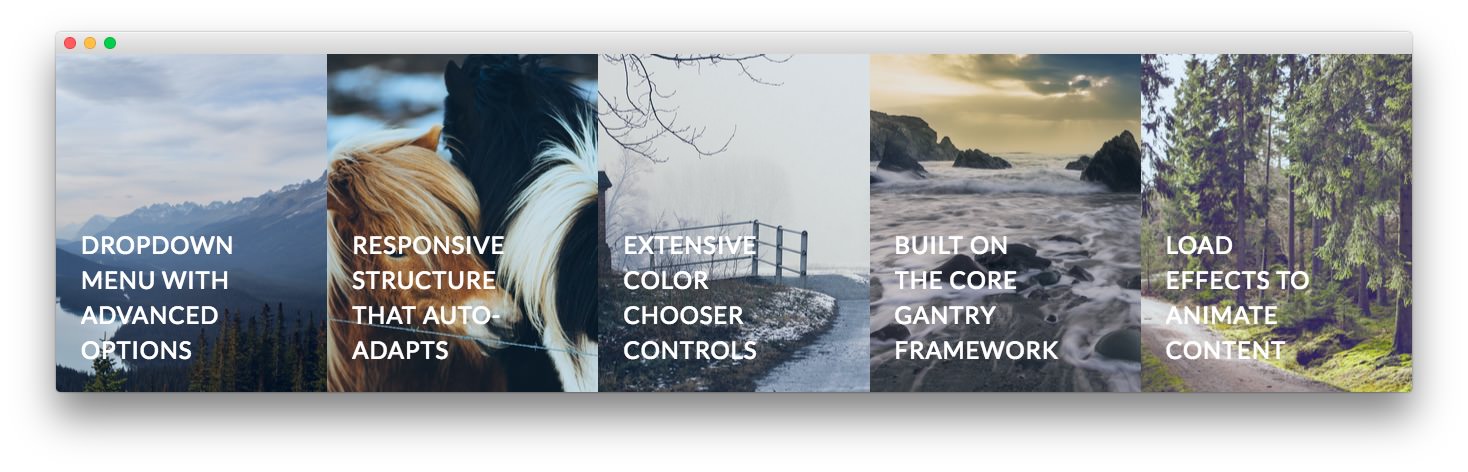 DROPDOWN
MENU WITH
ADVANCED
OPTIONS
RESPONSIVE
STRUCTURE
THAT AUTO-
ADAPTS
EXTENSIVE
COLOR
CHOOSER
CONTROLS
BUILT ON
THE CORE
GANTRY
FRAMEWORK
LOAD
EFFECTS TO
ANIMATE
CONTENT